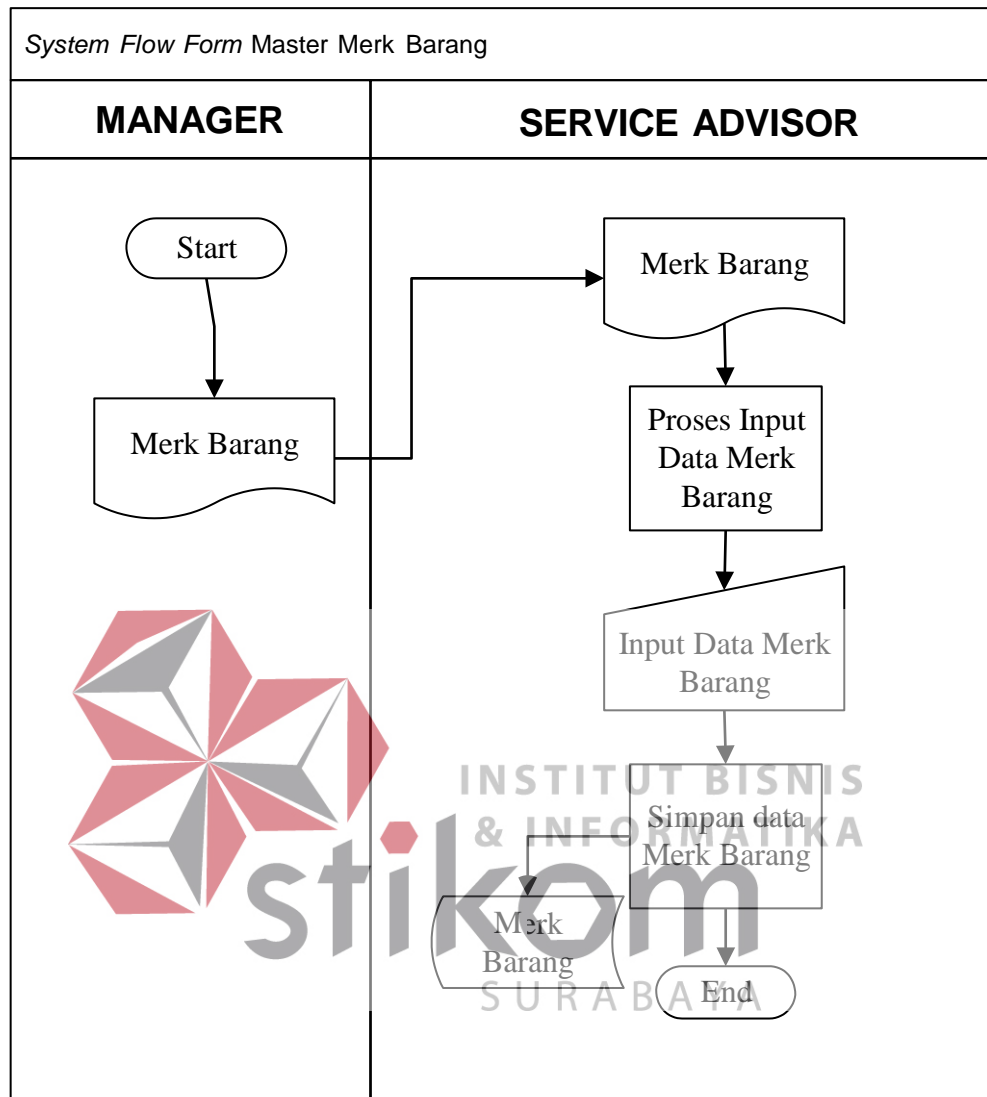 System Flow Form Master Merk Barang
MANAGER
SERVICE ADVISOR
Start
Merk Barang
Merk Barang
Proses Input
Data Merk
Barang
Input Data Merk
Barang
Simpan data
Merk Barang
Merk
Barang
End
INSTITUT BISNIS
& INFORMATIKA
stikom
SURABAYA